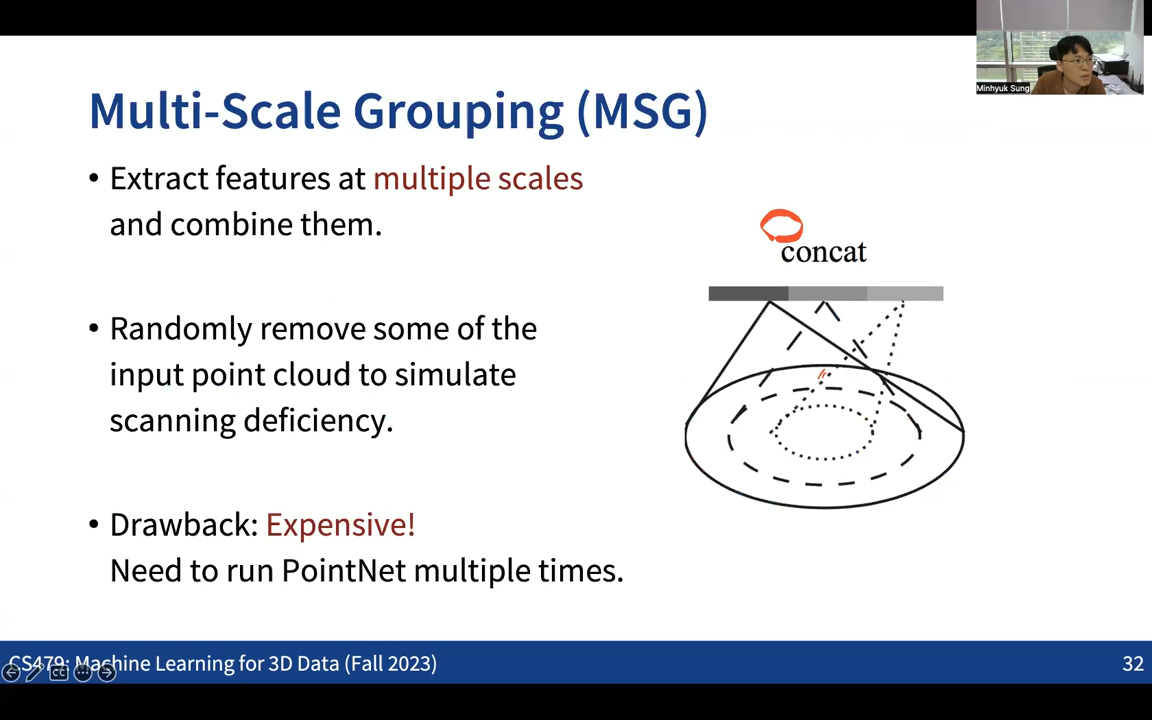 Minhyuk Sung
Multi-Scale Grouping (MSG)
• Extract features at multiple scales
and combine them.
• Randomly remove some of the
input point cloud to simulate
scanning deficiency.
• Drawback: Expensive!
Need to run PointNet multiple times.
concat
CS479: Machine Learning for 3D Data (Fall 2023)
32